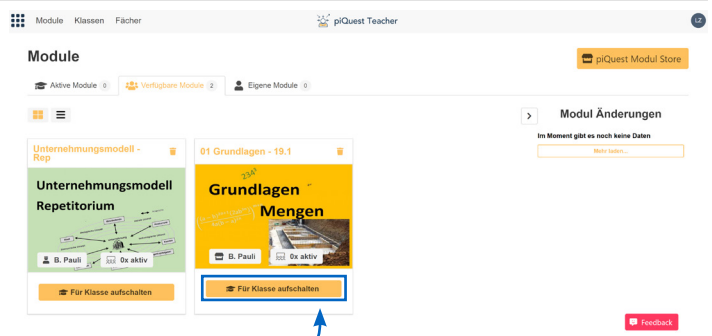 Module Klassen Fächer
piQuest Teacher
LZ
Module
piQuest Modul Store
Aktive Module 0
Verfügbare Module 2
Eigene Module 0
Modul Änderungen
Im Moment gibt es noch keine Daten
Mehr laden...
Unternehmungsmodell -
Rep
Unternehmungsmodell
Repetitorium
B. Pauli
0x aktiv
Für Klasse aufschalten
01 Grundlagen - 19.1
Grundlagen
Mengen
B. Pauli
0x aktiv
Für Klasse aufschalten
Feedback